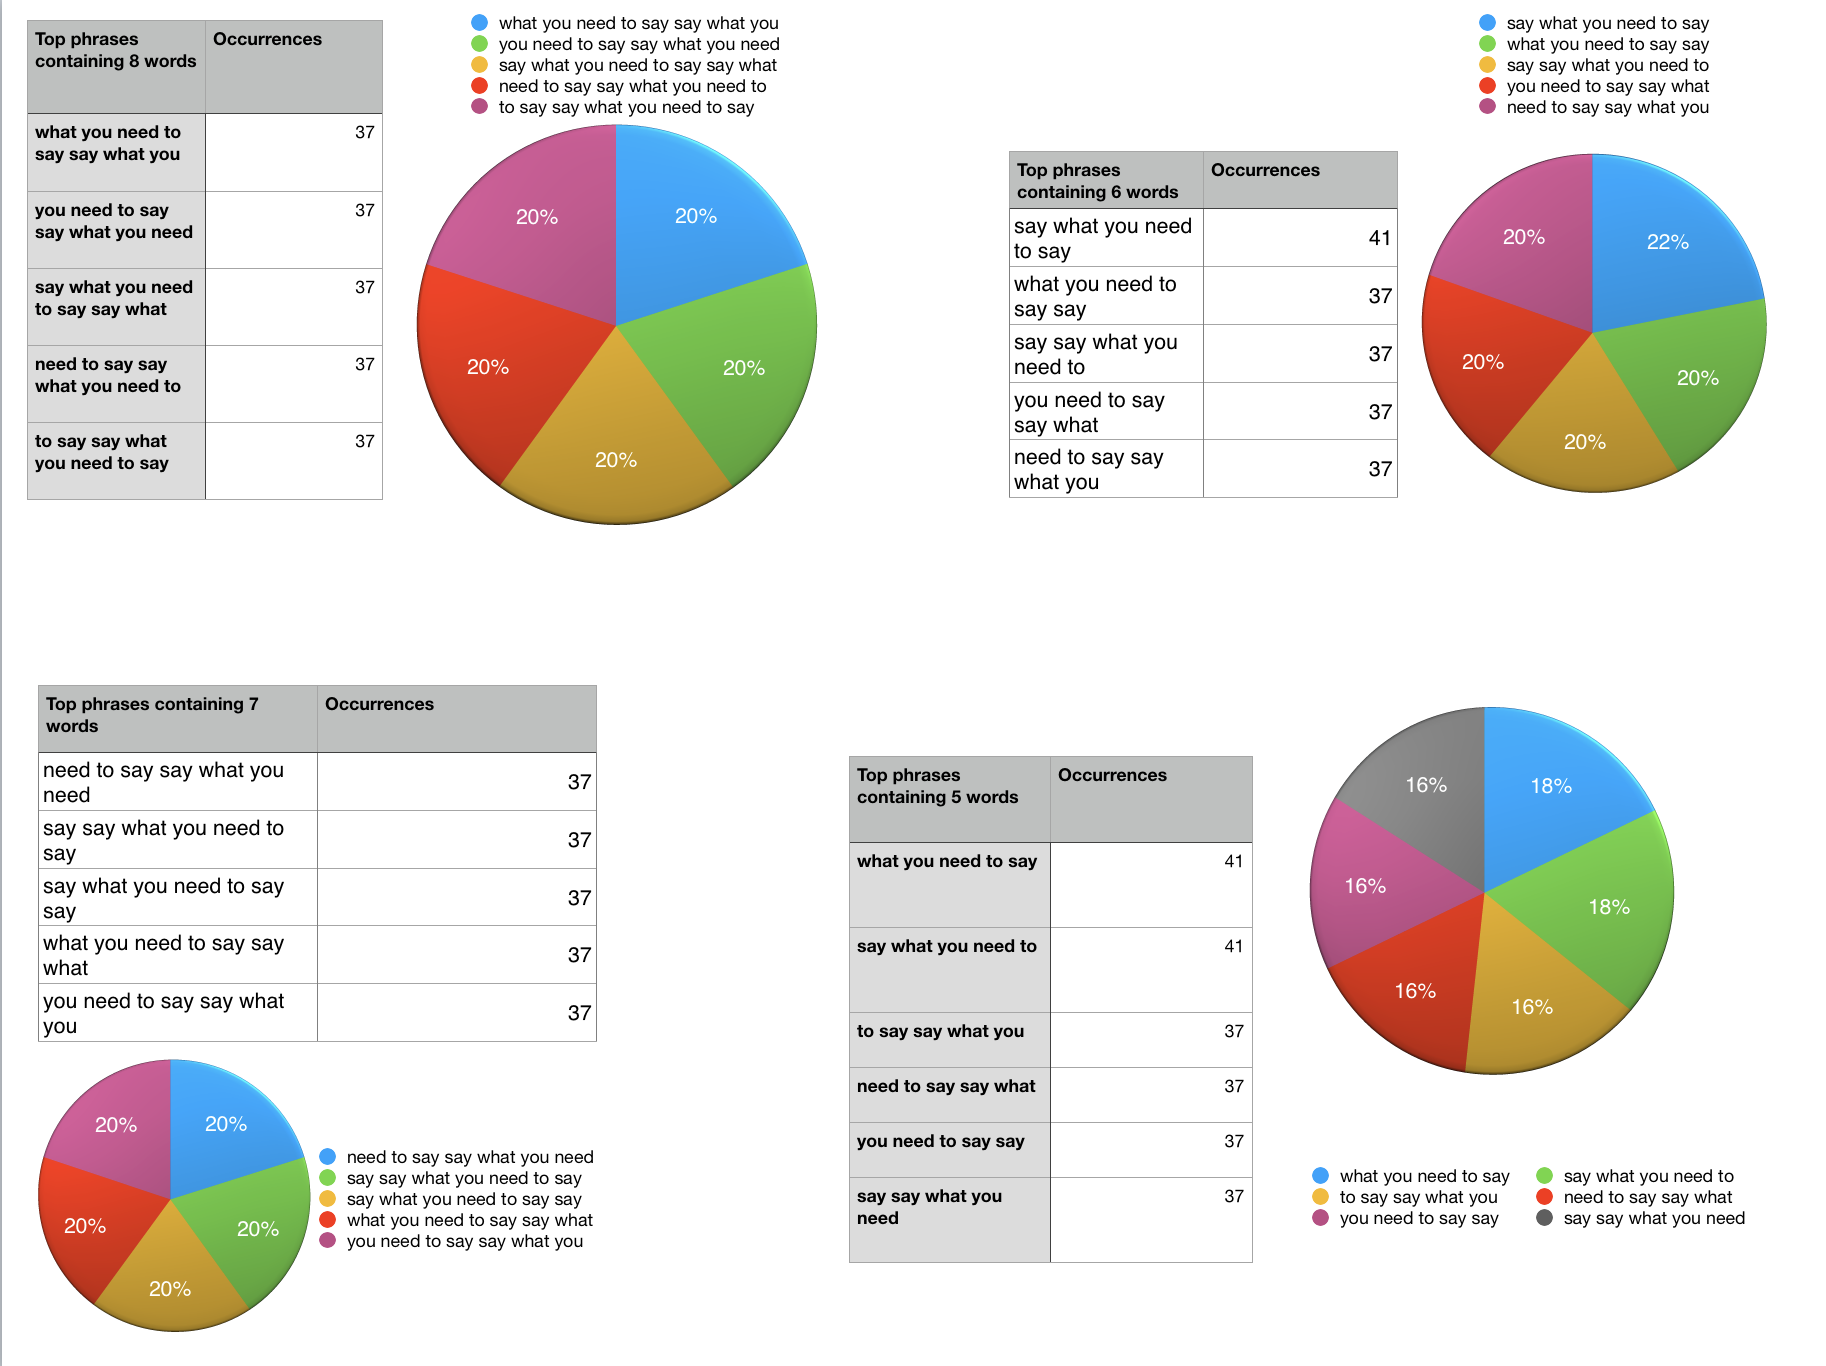 Top phrases
containing 8 words
Occurrences
what you need to
say say what you
37
you need to say
say what you need
37
say what you need
to say say what
37
need to say say
what you need to
37
to say say what
you need to say
37
what you need to say say what you
you need to say say what you need
say what you need to say say what
need to say say what you need to
to say say what you need to say
20%
20%
20%
20%
20%
Top phrases
containing 6 words
Occurrences
say what you need
to say
41
what you need to
say say
37
say say what you
need to
37
you need to say
say what
37
need to say say
what you
37
say what you need to say
what you need to say say
say say what you need to
you need to say say what
need to say say what you
20%
22%
20%
20%
20%
Top phrases containing 7
words
Occurrences
need to say say what you
need
37
say say what you need to
say
37
say what you need to say
say
37
what you need to say say
what
37
you need to say say what
you
37
20%
20%
20%
20%
20%
need to say say what you need
say say what you need to say
say what you need to say say
what you need to say say what
you need to say say what you
Top phrases
containing 5 words
Occurrences
what you need to say
41
say what you need to
41
to say say what you
37
need to say say what
37
you need to say say
37
say say what you
need
37
16%
18%
16%
18%
16%
16%
what you need to say
say what you need to
to say say what you
need to say say what
you need to say say
say say what you need